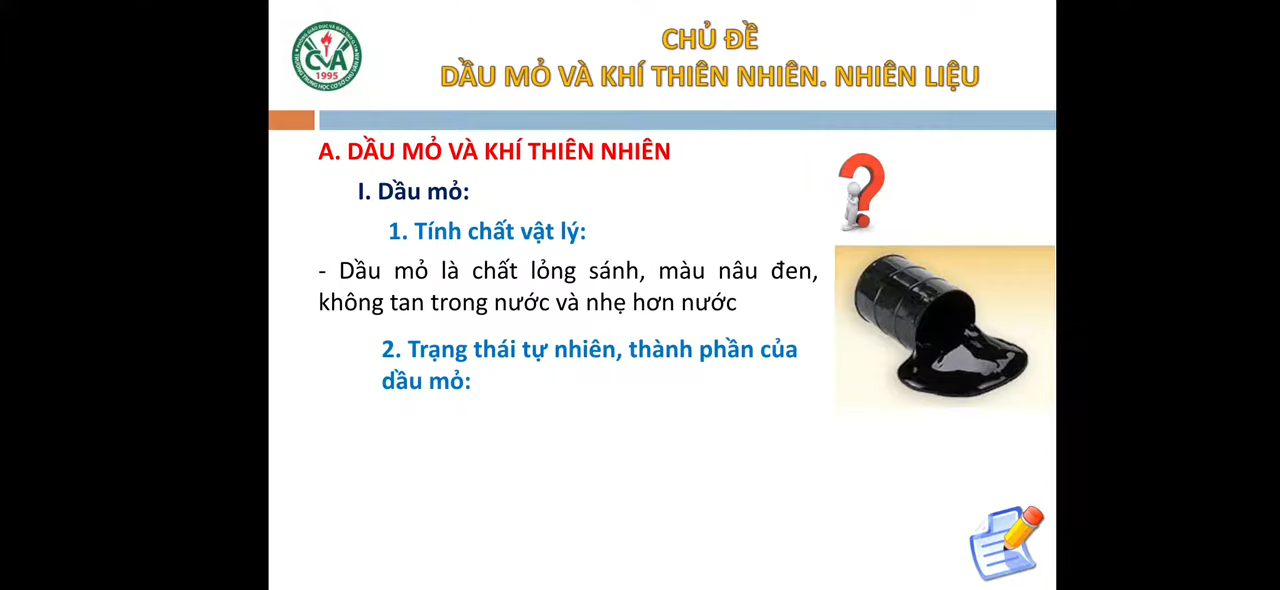 CVA
1995
CHỦ ĐỀ
DẦU MỎ VÀ KHÍ THIÊN NHIÊN. NHIÊN LIỆU
A. DẦU MỎ VÀ KHÍ THIÊN NHIÊN
I. Dầu mỏ:
1. Tính chất vật lý:
- Dầu mỏ là chất lỏng sánh, màu nâu đen,
không tan trong nước và nhẹ hơn nước
2. Trạng thái tự nhiên, thành phần của
dầu mỏ: